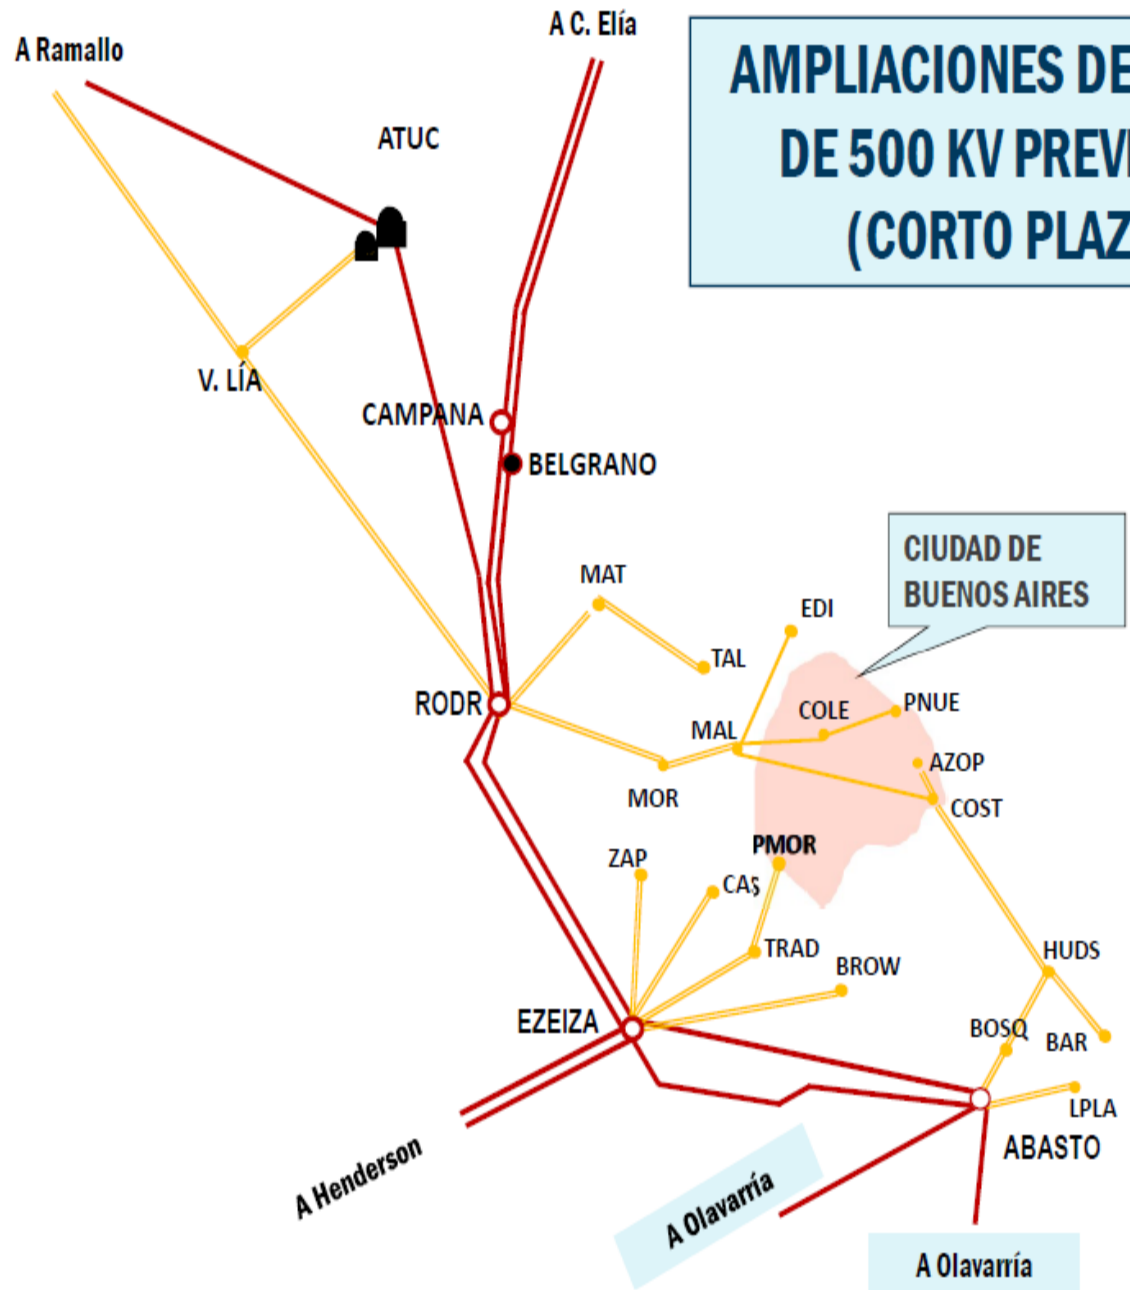 A Ramallo
A C. Elía
AMPLIACIONES DE
DE 500 KV PREV
(CORTO PLAZ
ATUC
V. LÍA
CAMPANA
BELGRANO
CIUDAD DE
BUENOS AIRES
MAT
EDI
TAL
RODR
COLE
PNUE
MAL
AZOP
MOR
COST
PMOR
ZAP
CAS
TRAD
HUDS
BROW
EZEIZA
BOSQ
BAR
LPLA
ABASTO
A Henderson
A Olavarría
A Olavarría